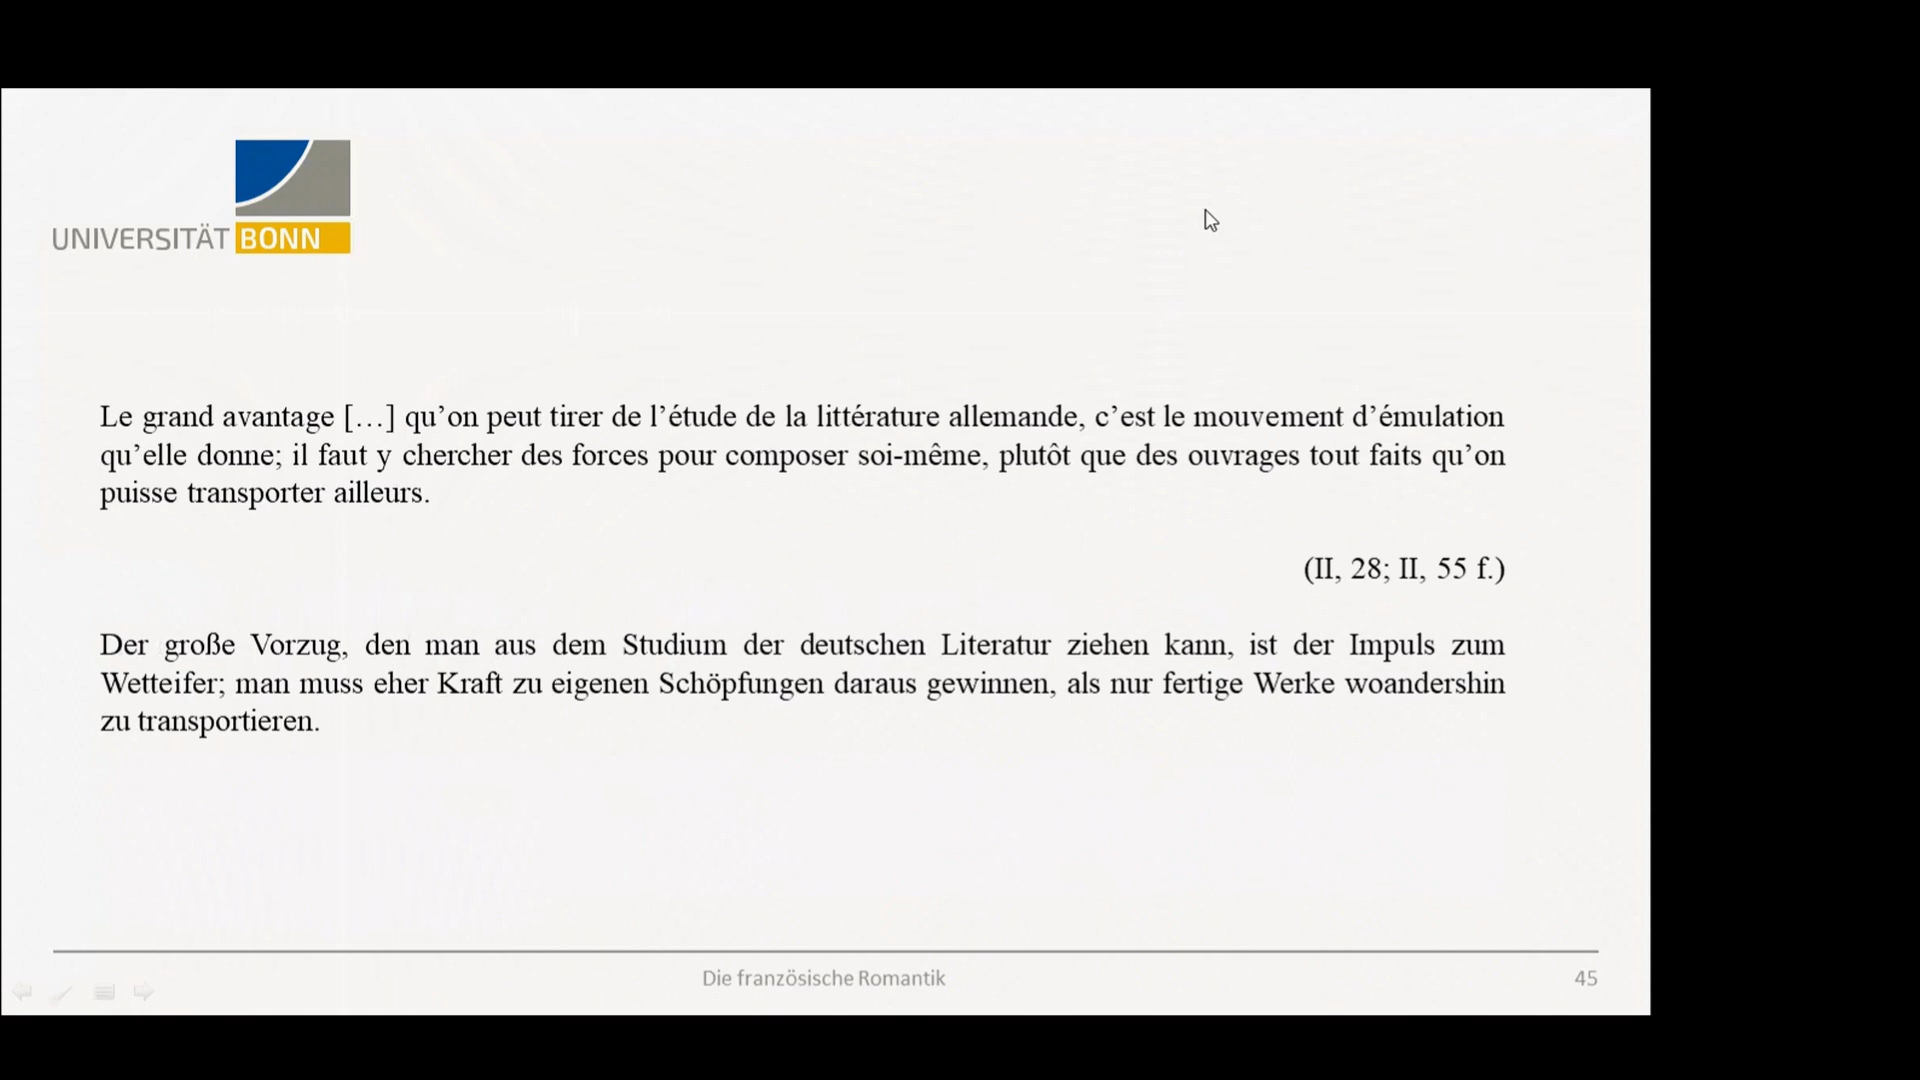 UNIVERSITÄT BONN
Le grand avantage […] qu’on peut tirer de l’étude de la littérature allemande, c’est le mouvement d’émulation
qu’elle donne; il faut y chercher des forces pour composer soi-même, plutôt que des ouvrages tout faits qu’on
puisse transporter ailleurs.
(II, 28; II, 55 f.)
Der große Vorzug, den man aus dem Studium der deutschen Literatur ziehen kann, ist der Impuls zum
Wetteifer; man muss eher Kraft zu eigenen Schöpfungen daraus gewinnen, als nur fertige Werke woandershin
zu transportieren.
Die französische Romantik
45